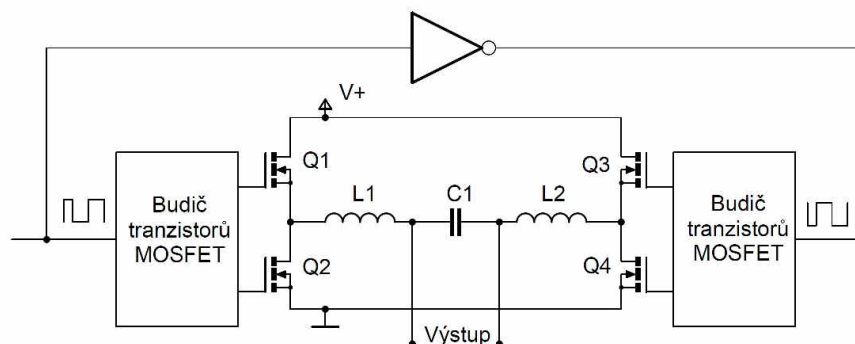 V+
Q1
Q3
L1
C1
L2
Budič
tranzistorů
MOSFET
Budič
tranzistorů
MOSFET
Q2
Q4
Výstup